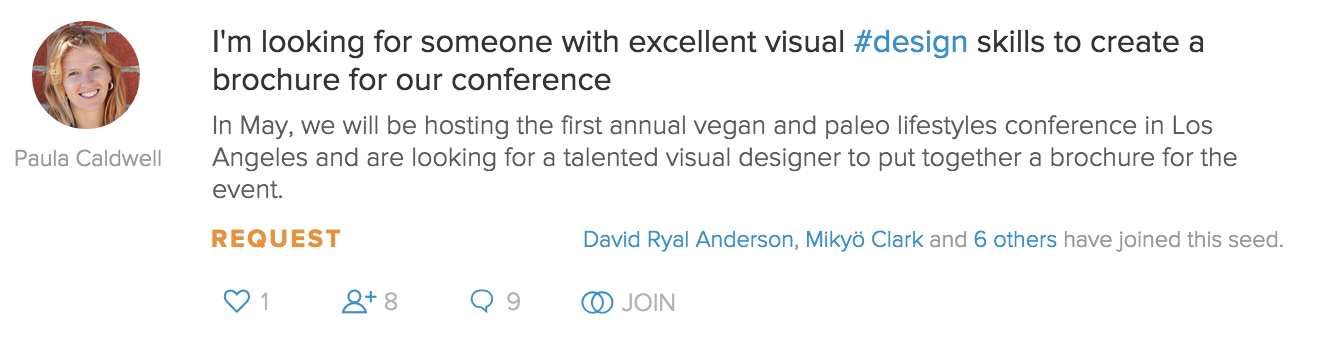 I'm looking for someone with excellent visual #design skills to create a
brochure for our conference
In May, we will be hosting the first annual vegan and paleo lifestyles conference in Los
Angeles and are looking for a talented visual designer to put together a brochure for the
event.
Paula Caldwell
REQUEST
David Ryal Anderson, Mikyö Clark and 6 others have joined this seed.
1
8
9
JOIN